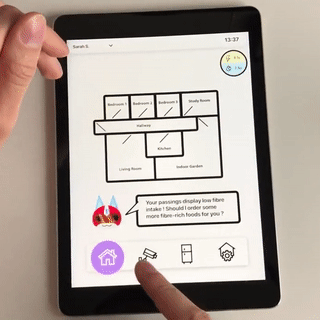 Sarah S.
13:37
Bedroom 1
Bedroom 2
Bedroom 3
Study Room
Hallway
Kitchen
Living Room
Indoor Garden
Your passings display low fibre
intake ! Should I order some
more fibre-rich foods for you ?